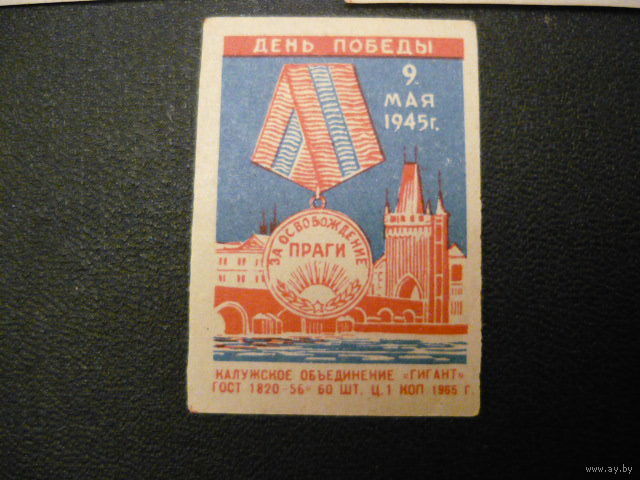 ДЕНЬ ПОБЕДЫ
9
МАЯ
1945г.
ЗА ОСВОБОЖДЕНИЕ
ПРАГИ
КАЛУЖСКОЕ ОБЪЕДИНЕНИЕ «ГИГАНТ»
ГОСТ 1820-56 60 ШТ. Ц. 1 КОП 1965 Г.
www.ay.by